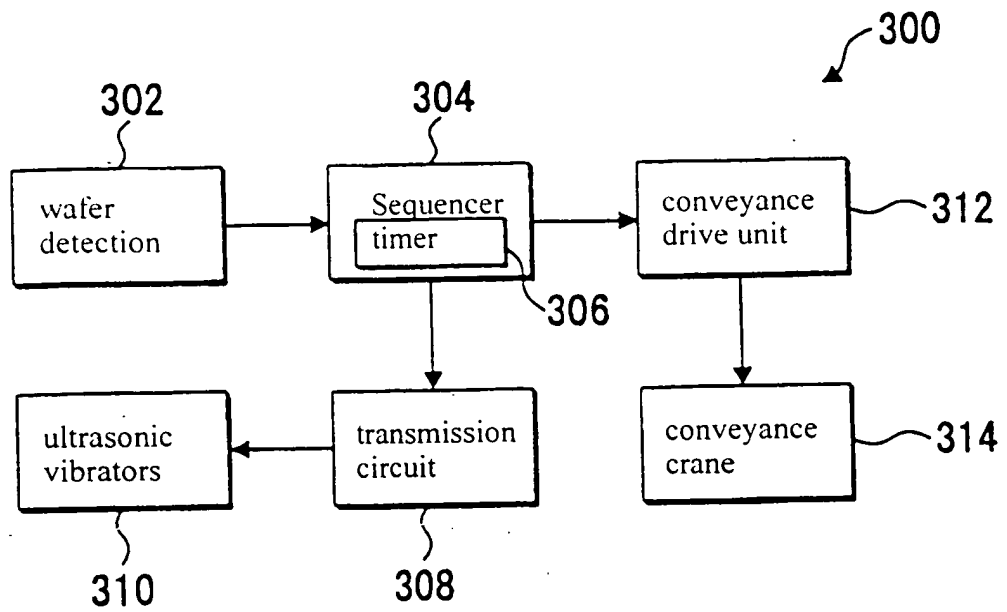 300
302
304
wafer
detection
Sequencer
timer
conveyance
drive unit
312
306
ultrasonic
vibrators
transmission
circuit
conveyance
crane
314
310
308